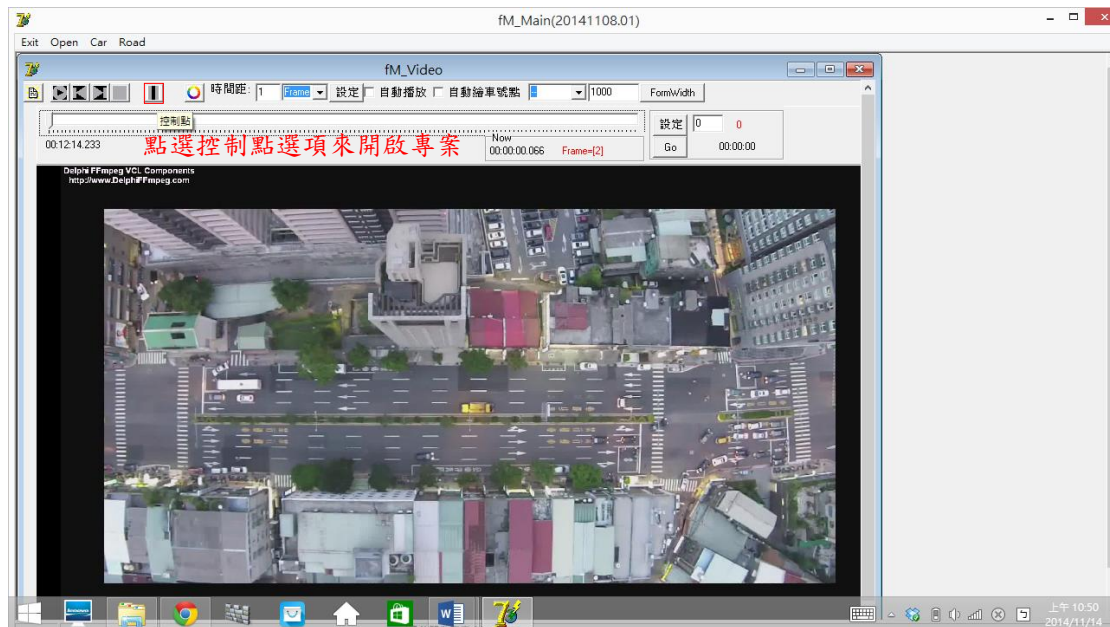 fM_Main(20141108.01)
Exit Open Car Road
fM_Video
時間距: 1 Frame 設定 自動播放 自動繪車號點 -- 1000 FormWidth
控制點
設定 0 0
00:12:14.233
點選控制點選項來開啟專案
Now
00:00:00.066 Frame=[2]
Go 00:00:00
Delphi FFmpeg VCL Components
http://www.DelphiFFmpeg.com
上午 10:50
2014/11/14